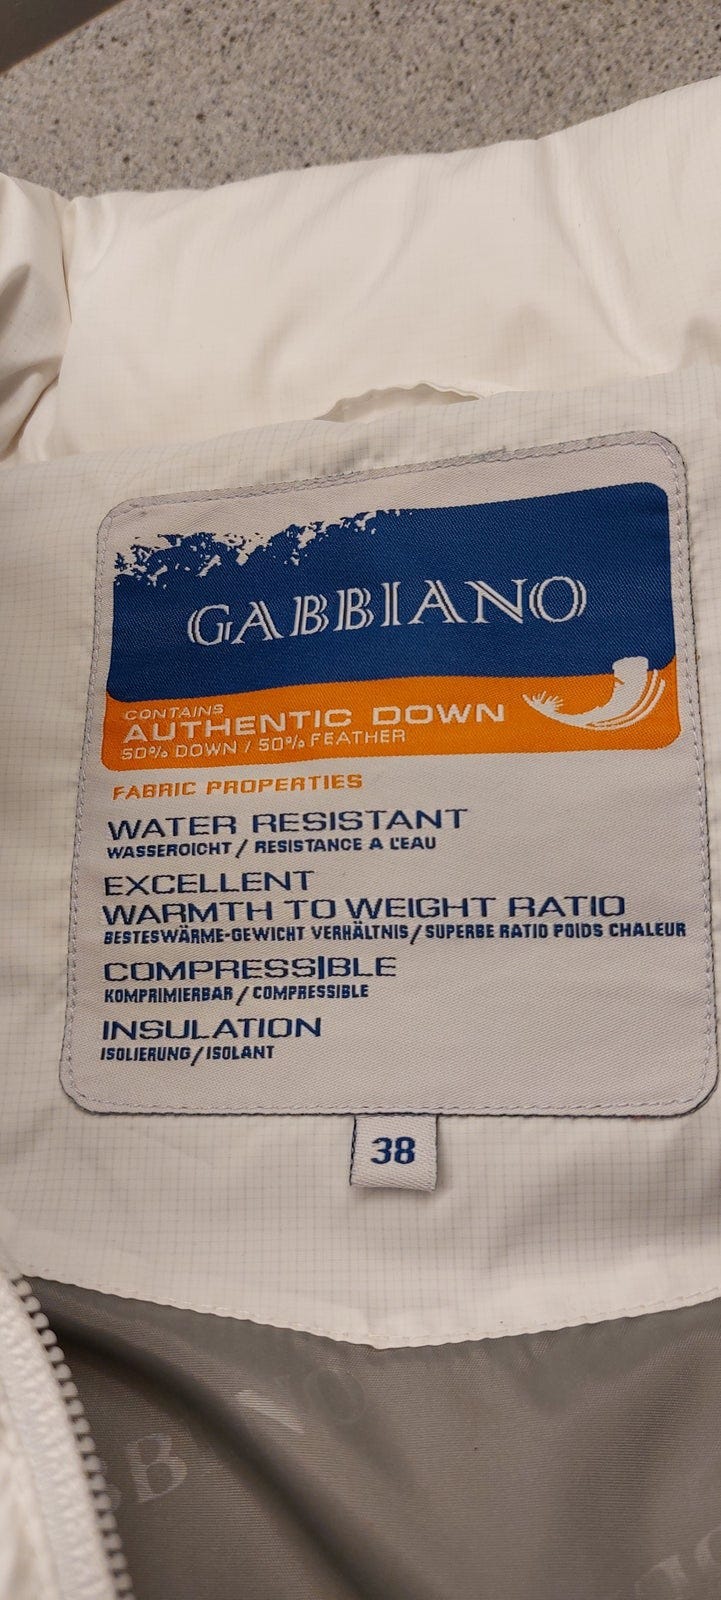 GABBIANO
CONTAINS
AUTHENTIC DOWN
50% DOWN / 50% FEATHER
FABRIC PROPERTIES
WATER RESISTANT
WASSEROICHT / RESISTANCE A L'EAU
EXCELLENT
WARMTH TO WEIGHT RATIO
BESTESWÄRME-GEWICHT VERHÄLTNIS / SUPERBE RATIO POIDS CHALEUR
COMPRESSIBLE
KOMPRIMIERBAR / COMPRESSIBLE
INSULATION
ISOLIERUNG / ISOLANT
38